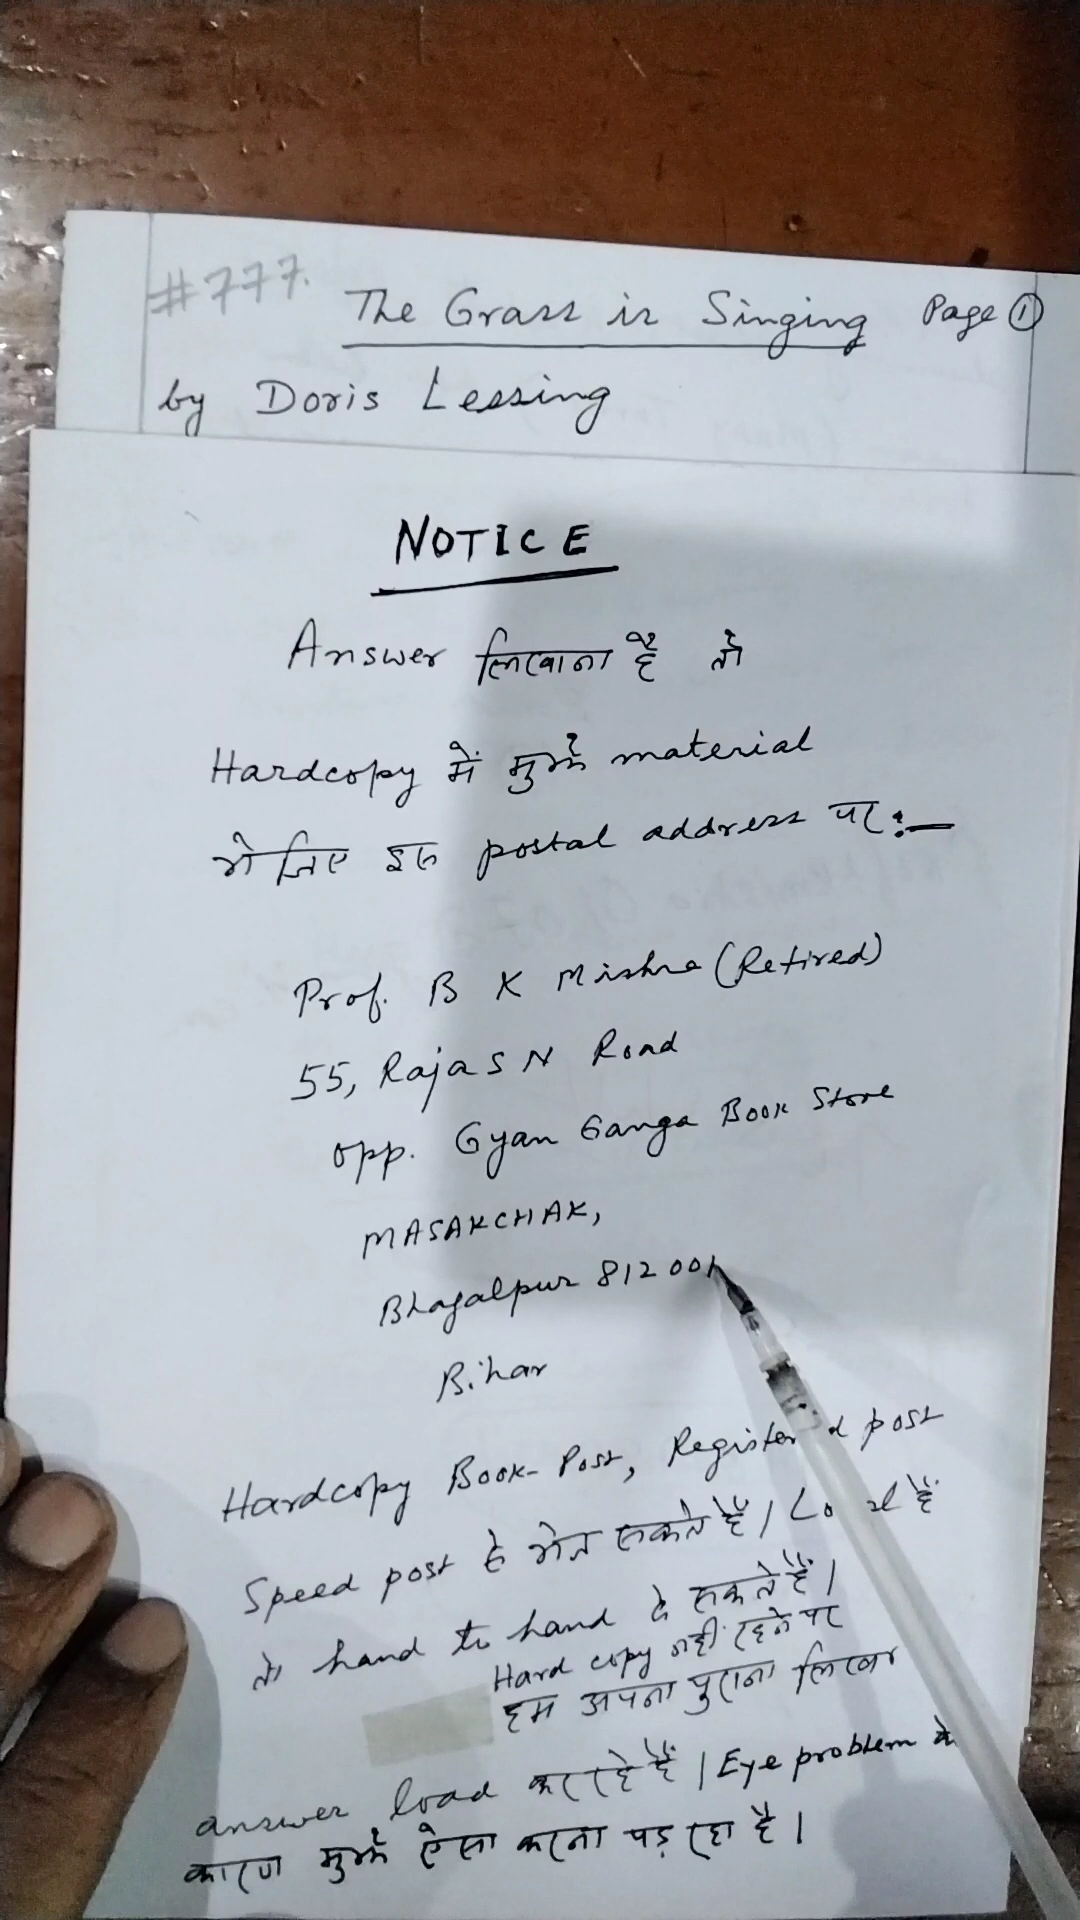 #777. The Grass is Singing Page 1
by Doris Lessing
NOTICE
Answer लिखाना है तो
Hardcopy में मुझे material
भेजिए इस postal address पर :—
Prof. B K Mishra (Retired)
55, Raja S N Road
opp. Gyan Ganga Book Store
MASAKCHAK,
Bhagalpur 812001
Bihar
Hardcopy Book-Post, Registered post
Speed post से भेज सकते हैं। हैं
तो hand to hand दे सकते हैं।
Hard copy नहीं रहने पर
हम अपना पुराना लिखा
answer load कर रहे हैं। Eye problem के
कारण मुझे ऐसा करना पड़ रहा है।